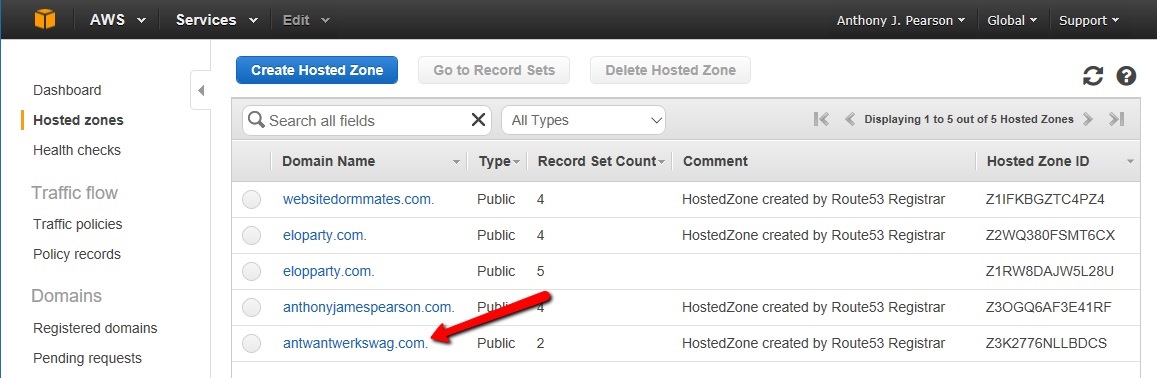 AWS Services Edit Anthony J. Pearson Global Support
Create Hosted Zone Go to Record Sets Delete Hosted Zone
Dashboard
Hosted zones
Health checks
Traffic flow
Traffic policies
Policy records
Domains
Registered domains
Pending requests
Search all fields All Types Displaying 1 to 5 out of 5 Hosted Zones
Domain Name Type Record Set Count Comment Hosted Zone ID
websitedormmates.com. Public 4 HostedZone created by Route53 Registrar Z1IFKBGZTC4PZ4
eloparty.com. Public 4 HostedZone created by Route53 Registrar Z2WQ380FSMT6CX
elopparty.com. Public 5 Z1RW8DAJW5L28U
anthonyjamespearson.com. Public 4 HostedZone created by Route53 Registrar Z3OGQ6AF3E41RF
antwantwerkswag.com. Public 2 HostedZone created by Route53 Registrar Z3K2776NLLBDCS